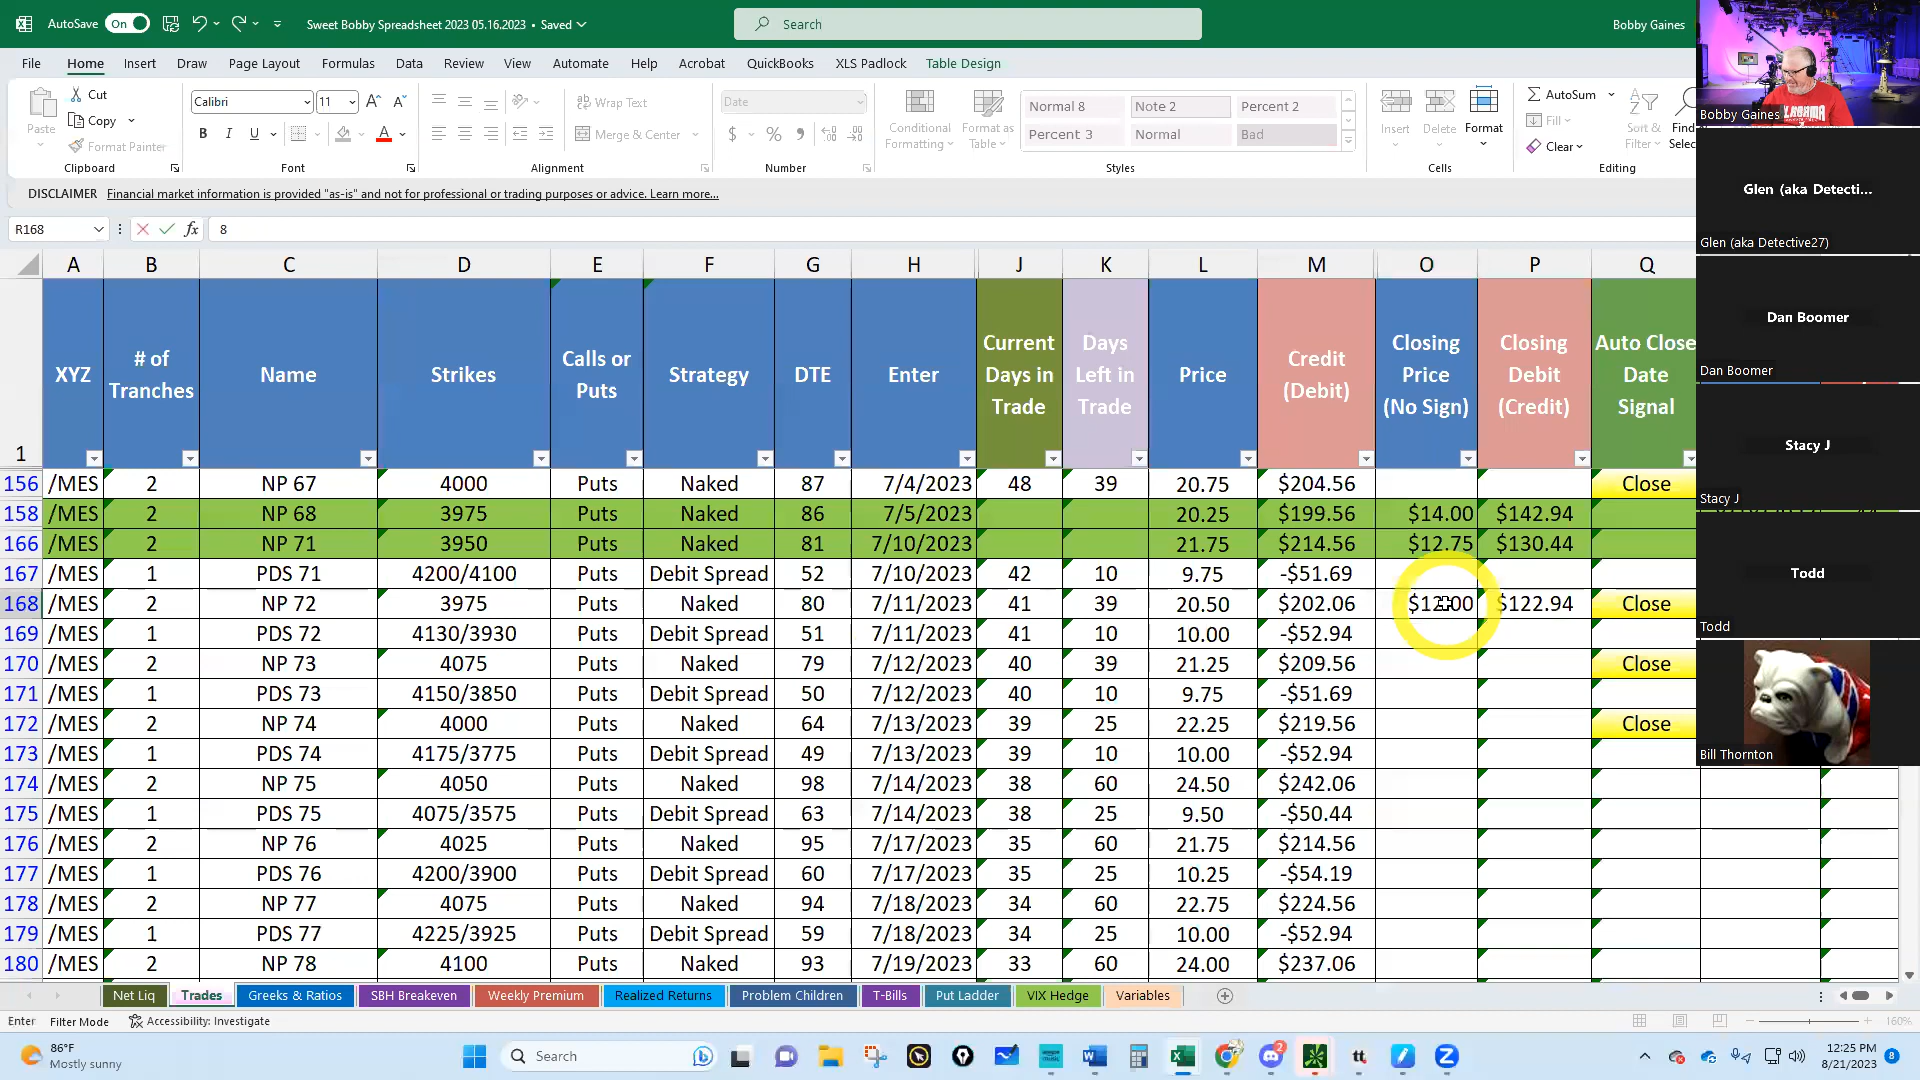 AutoSave On Sweet Bobby Spreadsheet 2023 05.16.2023 • Saved Search Bobby Gaines
File Home Insert Draw Page Layout Formulas Data Review View Automate Help Acrobat QuickBooks XLS Padlock Table Design
Paste Cut Copy Format Painter Clipboard
Calibri 11 B I U A Font
Wrap Text Merge & Center Alignment
Date $ % Number
Conditional Formatting Format as Table Normal 8 Note 2 Percent 2 Percent 3 Normal Bad Styles
Insert Delete Format Cells
AutoSum Fill Clear Sort & Filter Find Selec Editing
DISCLAIMER Financial market information is provided "as-is" and not for professional or trading purposes or advice. Learn more...
R168 fx 8
A B C D E F G H J K L M O P Q
1 XYZ # of Tranches Name Strikes Calls or Puts Strategy DTE Enter Current Days in Trade Days Left in Trade Price Credit (Debit) Closing Price (No Sign) Closing Debit (Credit) Auto Close Date Signal
156 /MES 2 NP 67 4000 Puts Naked 87 7/4/2023 48 39 20.75 $204.56 Close
158 /MES 2 NP 68 3975 Puts Naked 86 7/5/2023 20.25 $199.56 $14.00 $142.94
166 /MES 2 NP 71 3950 Puts Naked 81 7/10/2023 21.75 $214.56 $12.75 $130.44
167 /MES 1 PDS 71 4200/4100 Puts Debit Spread 52 7/10/2023 42 10 9.75 -$51.69
168 /MES 2 NP 72 3975 Puts Naked 80 7/11/2023 41 39 20.50 $202.06 $12.00 $122.94 Close
169 /MES 1 PDS 72 4130/3930 Puts Debit Spread 51 7/11/2023 41 10 10.00 -$52.94
170 /MES 2 NP 73 4075 Puts Naked 79 7/12/2023 40 39 21.25 $209.56 Close
171 /MES 1 PDS 73 4150/3850 Puts Debit Spread 50 7/12/2023 40 10 9.75 -$51.69
172 /MES 2 NP 74 4000 Puts Naked 64 7/13/2023 39 25 22.25 $219.56 Close
173 /MES 1 PDS 74 4175/3775 Puts Debit Spread 49 7/13/2023 39 10 10.00 -$52.94
174 /MES 2 NP 75 4050 Puts Naked 98 7/14/2023 38 60 24.50 $242.06
175 /MES 1 PDS 75 4075/3575 Puts Debit Spread 63 7/14/2023 38 25 9.50 -$50.44
176 /MES 2 NP 76 4025 Puts Naked 95 7/17/2023 35 60 21.75 $214.56
177 /MES 1 PDS 76 4200/3900 Puts Debit Spread 60 7/17/2023 35 25 10.25 -$54.19
178 /MES 2 NP 77 4075 Puts Naked 94 7/18/2023 34 60 22.75 $224.56
179 /MES 1 PDS 77 4225/3925 Puts Debit Spread 59 7/18/2023 34 25 10.00 -$52.94
180 /MES 2 NP 78 4100 Puts Naked 93 7/19/2023 33 60 24.00 $237.06
Net Liq Trades Greeks & Ratios SBH Breakeven Weekly Premium Realized Returns Problem Children T-Bills Put Ladder VIX Hedge Variables
Enter Filter Mode Accessibility: Investigate 160%
86°F
Mostly sunny
Search
2
12:25 PM
8/21/2023
8
Bobby Gaines
Glen (aka Detecti...
Glen (aka Detective27)
Dan Boomer
Dan Boomer
Stacy J
Stacy J
Todd
Todd
Bill Thornton